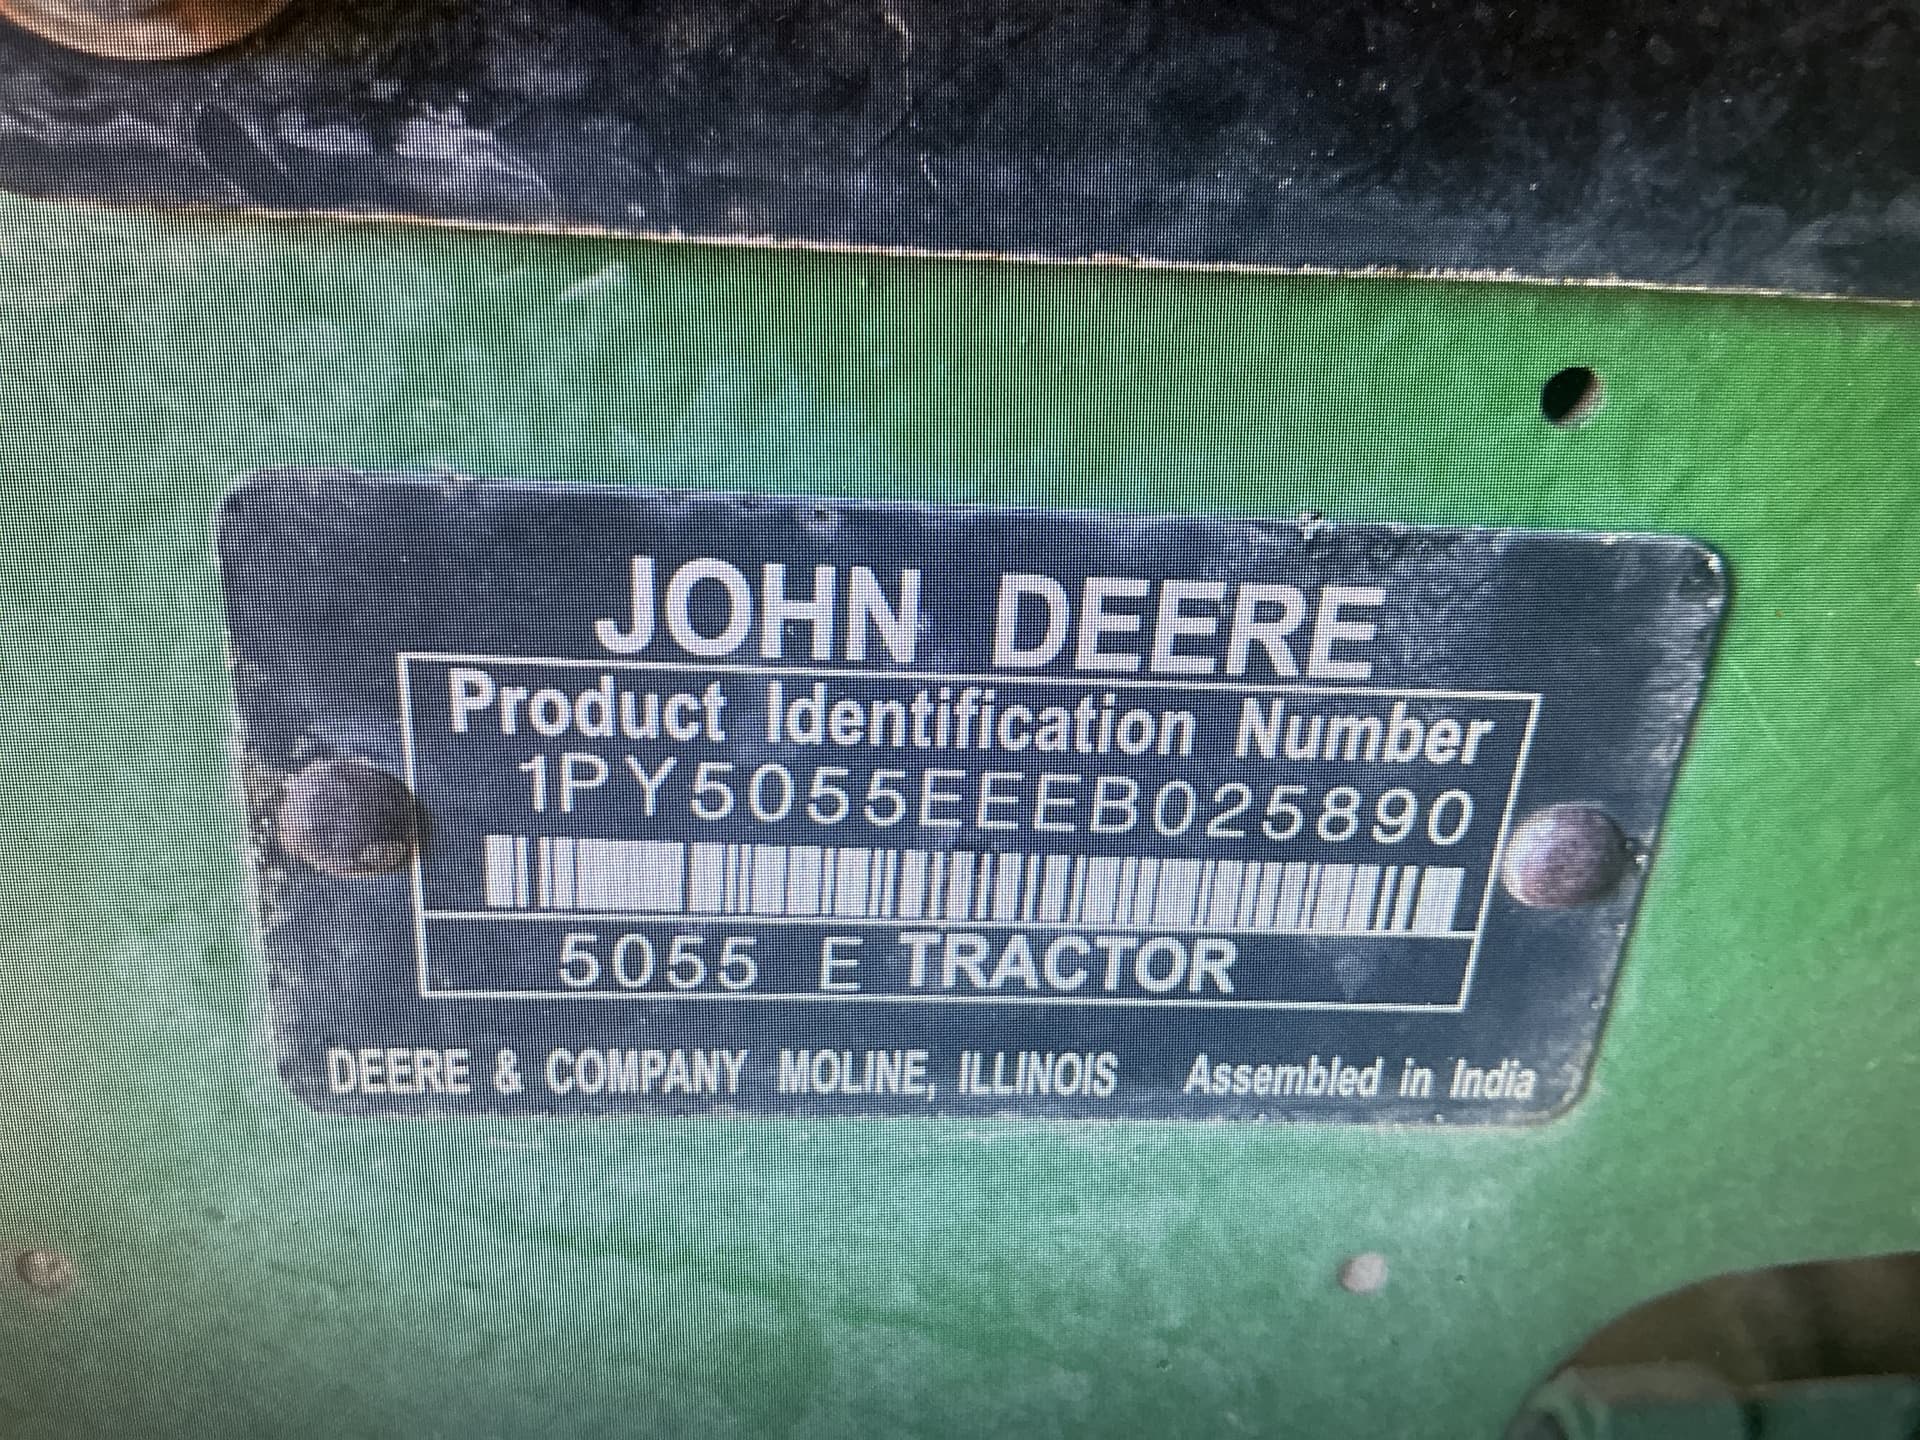 JOHN DEERE
Product Identification Number
1PY5055EEEB025890
5055 E TRACTOR
DEERE & COMPANY MOLINE, ILLINOIS Assembled in India